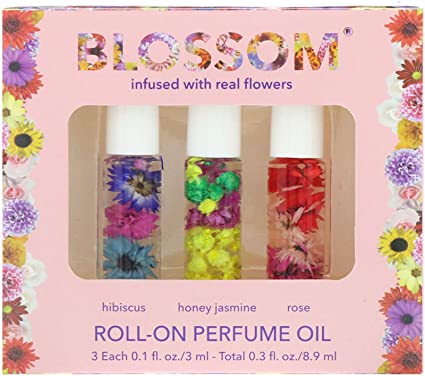 BLOSSOM®
infused with real flowers
hibiscus honey jasmine rose
ROLL-ON PERFUME OIL
3 Each 0.1 fl. oz./3 ml - Total 0.3 fl. oz/8.9 ml